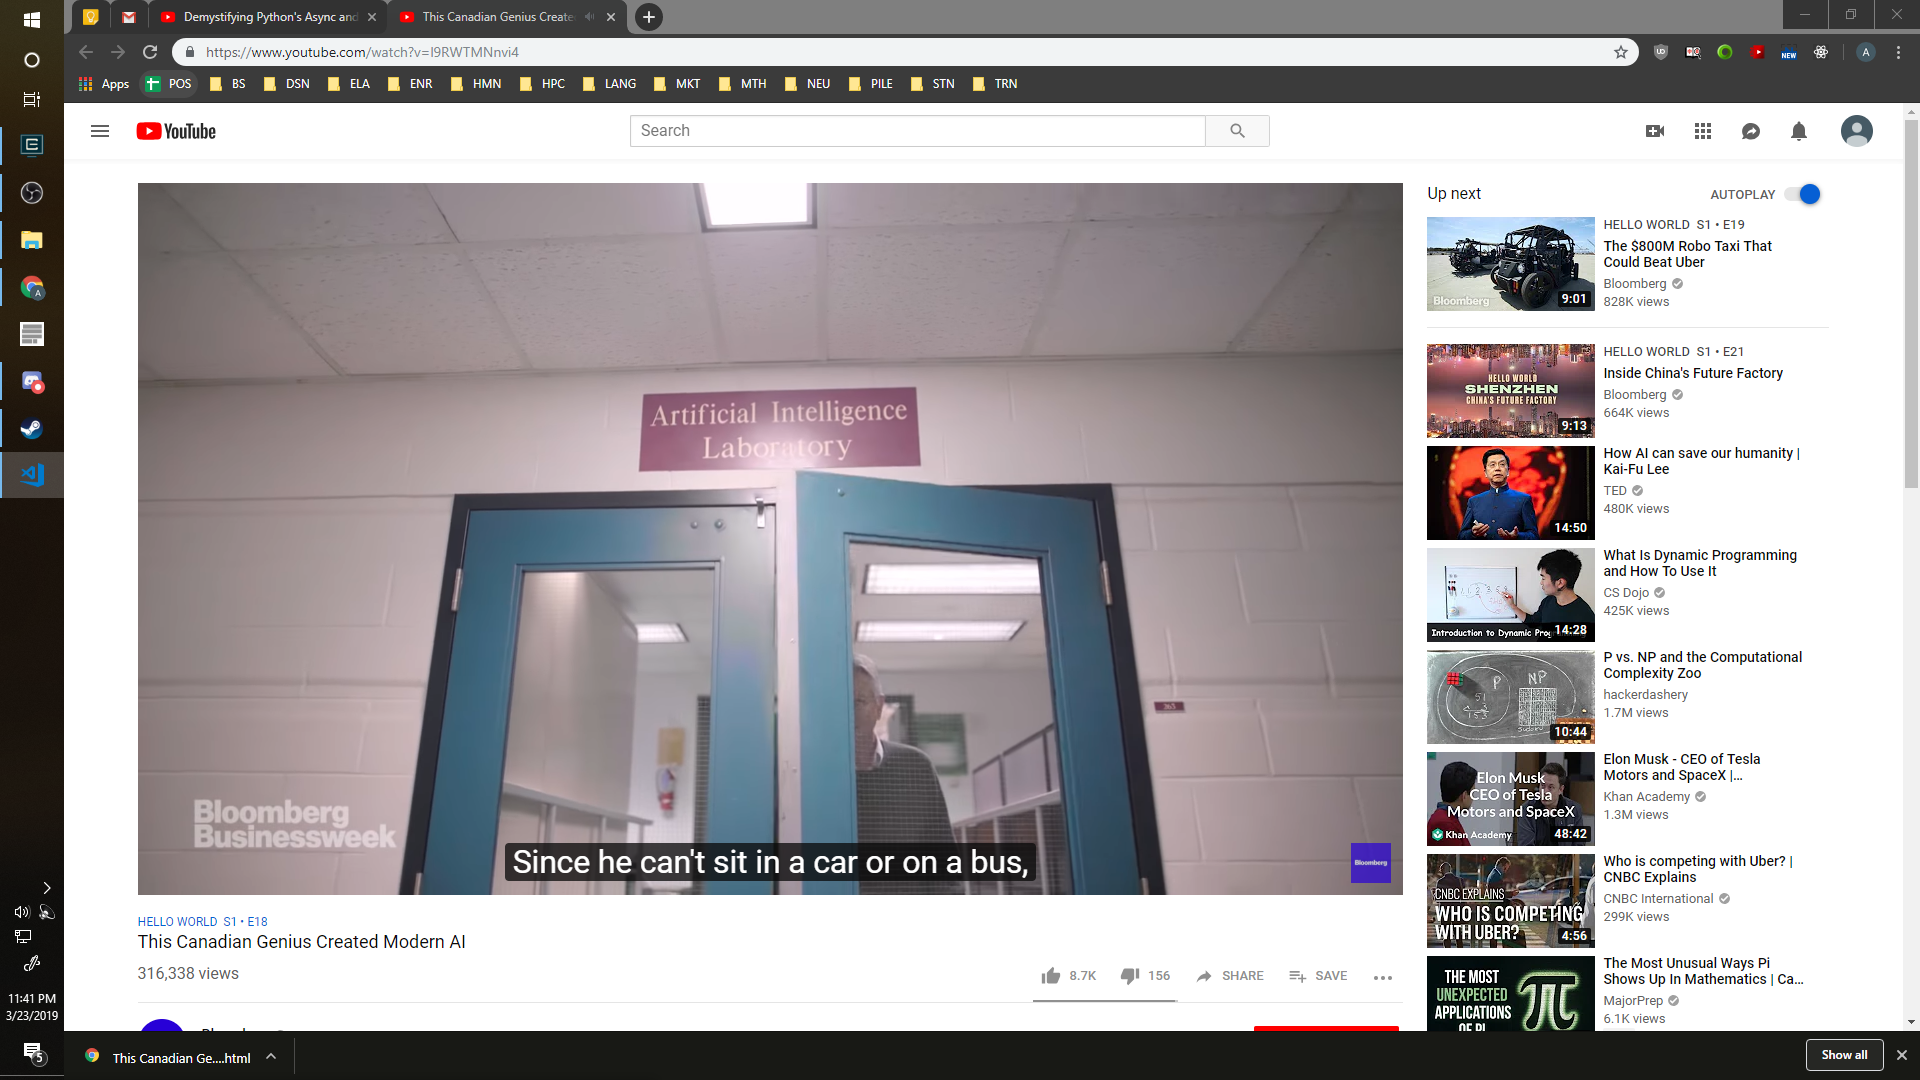 Demystifying Python's Async and
This Canadian Genius Create
https://www.youtube.com/watch?v=I9RWTMNnvi4
A
NEW
Apps
POS
BS
DSN
ELA
ENR
HMN
HPC
LANG
MKT
MTH
NEU
PILE
STN
TRN
YouTube
Search
Artificial Intelligence
Laboratory
365
Bloomberg
Businessweek
Since he can't sit in a car or on a bus,
Bloomberg
HELLO WORLD S1 • E18
This Canadian Genius Created Modern AI
316,338 views
8.7K
156
SHARE
SAVE
Up next
AUTOPLAY
Bloomberg
9:01
HELLO WORLD S1 • E19
The $800M Robo Taxi That
Could Beat Uber
Bloomberg
828K views
HELLO WORLD
SHENZHEN
CHINA'S FUTURE FACTORY
9:13
HELLO WORLD S1 • E21
Inside China's Future Factory
Bloomberg
664K views
14:50
How AI can save our humanity |
Kai-Fu Lee
TED
480K views
Introduction to Dynamic Prog
14:28
What Is Dynamic Programming
and How To Use It
CS Dojo
425K views
P
NP
10:44
P vs. NP and the Computational
Complexity Zoo
hackerdashery
1.7M views
Elon Musk
CEO of Tesla
Motors and SpaceX
Khan Academy
48:42
Elon Musk - CEO of Tesla
Motors and SpaceX |...
Khan Academy
1.3M views
CNBC EXPLAINS
WHO IS COMPETING
WITH UBER?
4:56
Who is competing with Uber? |
CNBC Explains
CNBC International
299K views
THE MOST
UNEXPECTED
APPLICATIONS
OF PI
π
The Most Unusual Ways Pi
Shows Up In Mathematics | Ca...
MajorPrep
6.1K views
11:41 PM
3/23/2019
5
This Canadian Ge....html
Show all